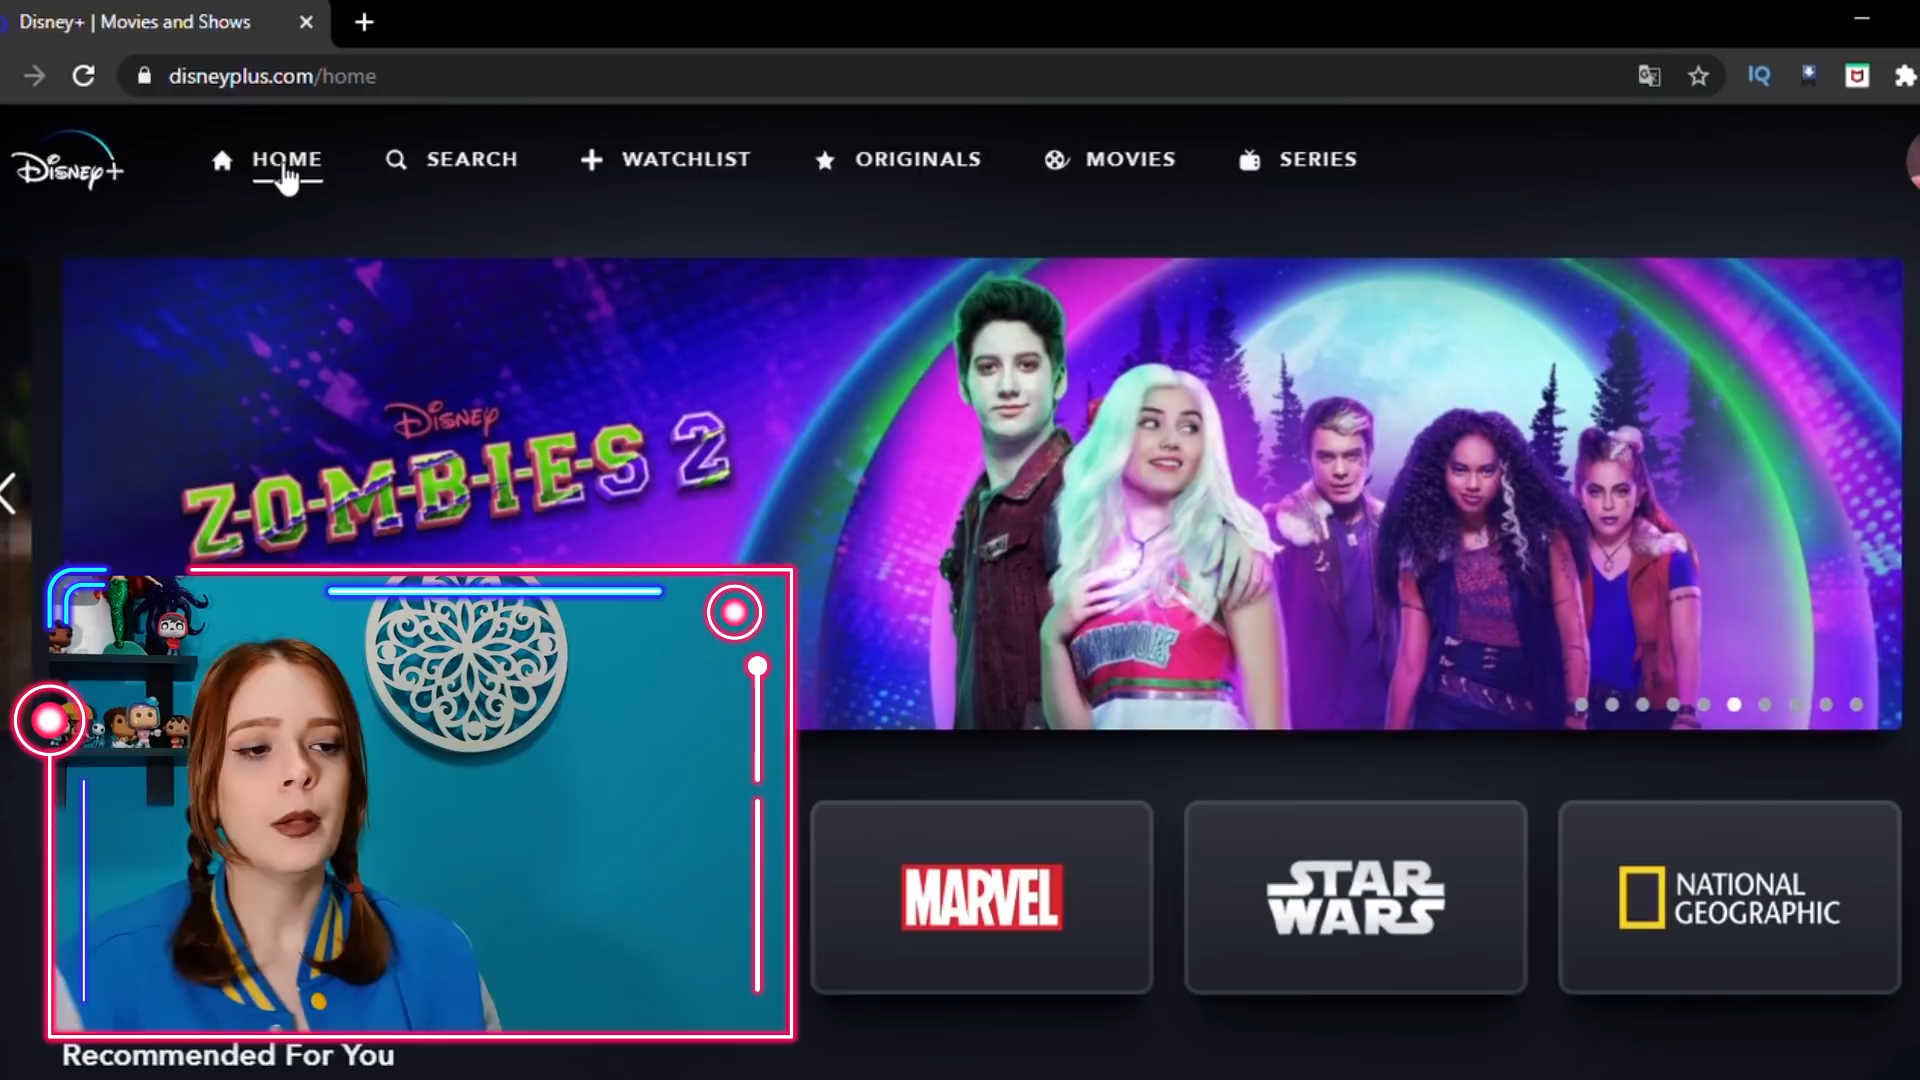 Disney+ | Movies and Shows
disneyplus.com/home
IQ
Disney+
HOME
SEARCH
WATCHLIST
ORIGINALS
MOVIES
SERIES
Disney
Z-O-M-B-I-E-S 2
MARVEL
STAR
WARS
NATIONAL
GEOGRAPHIC
Recommended For You